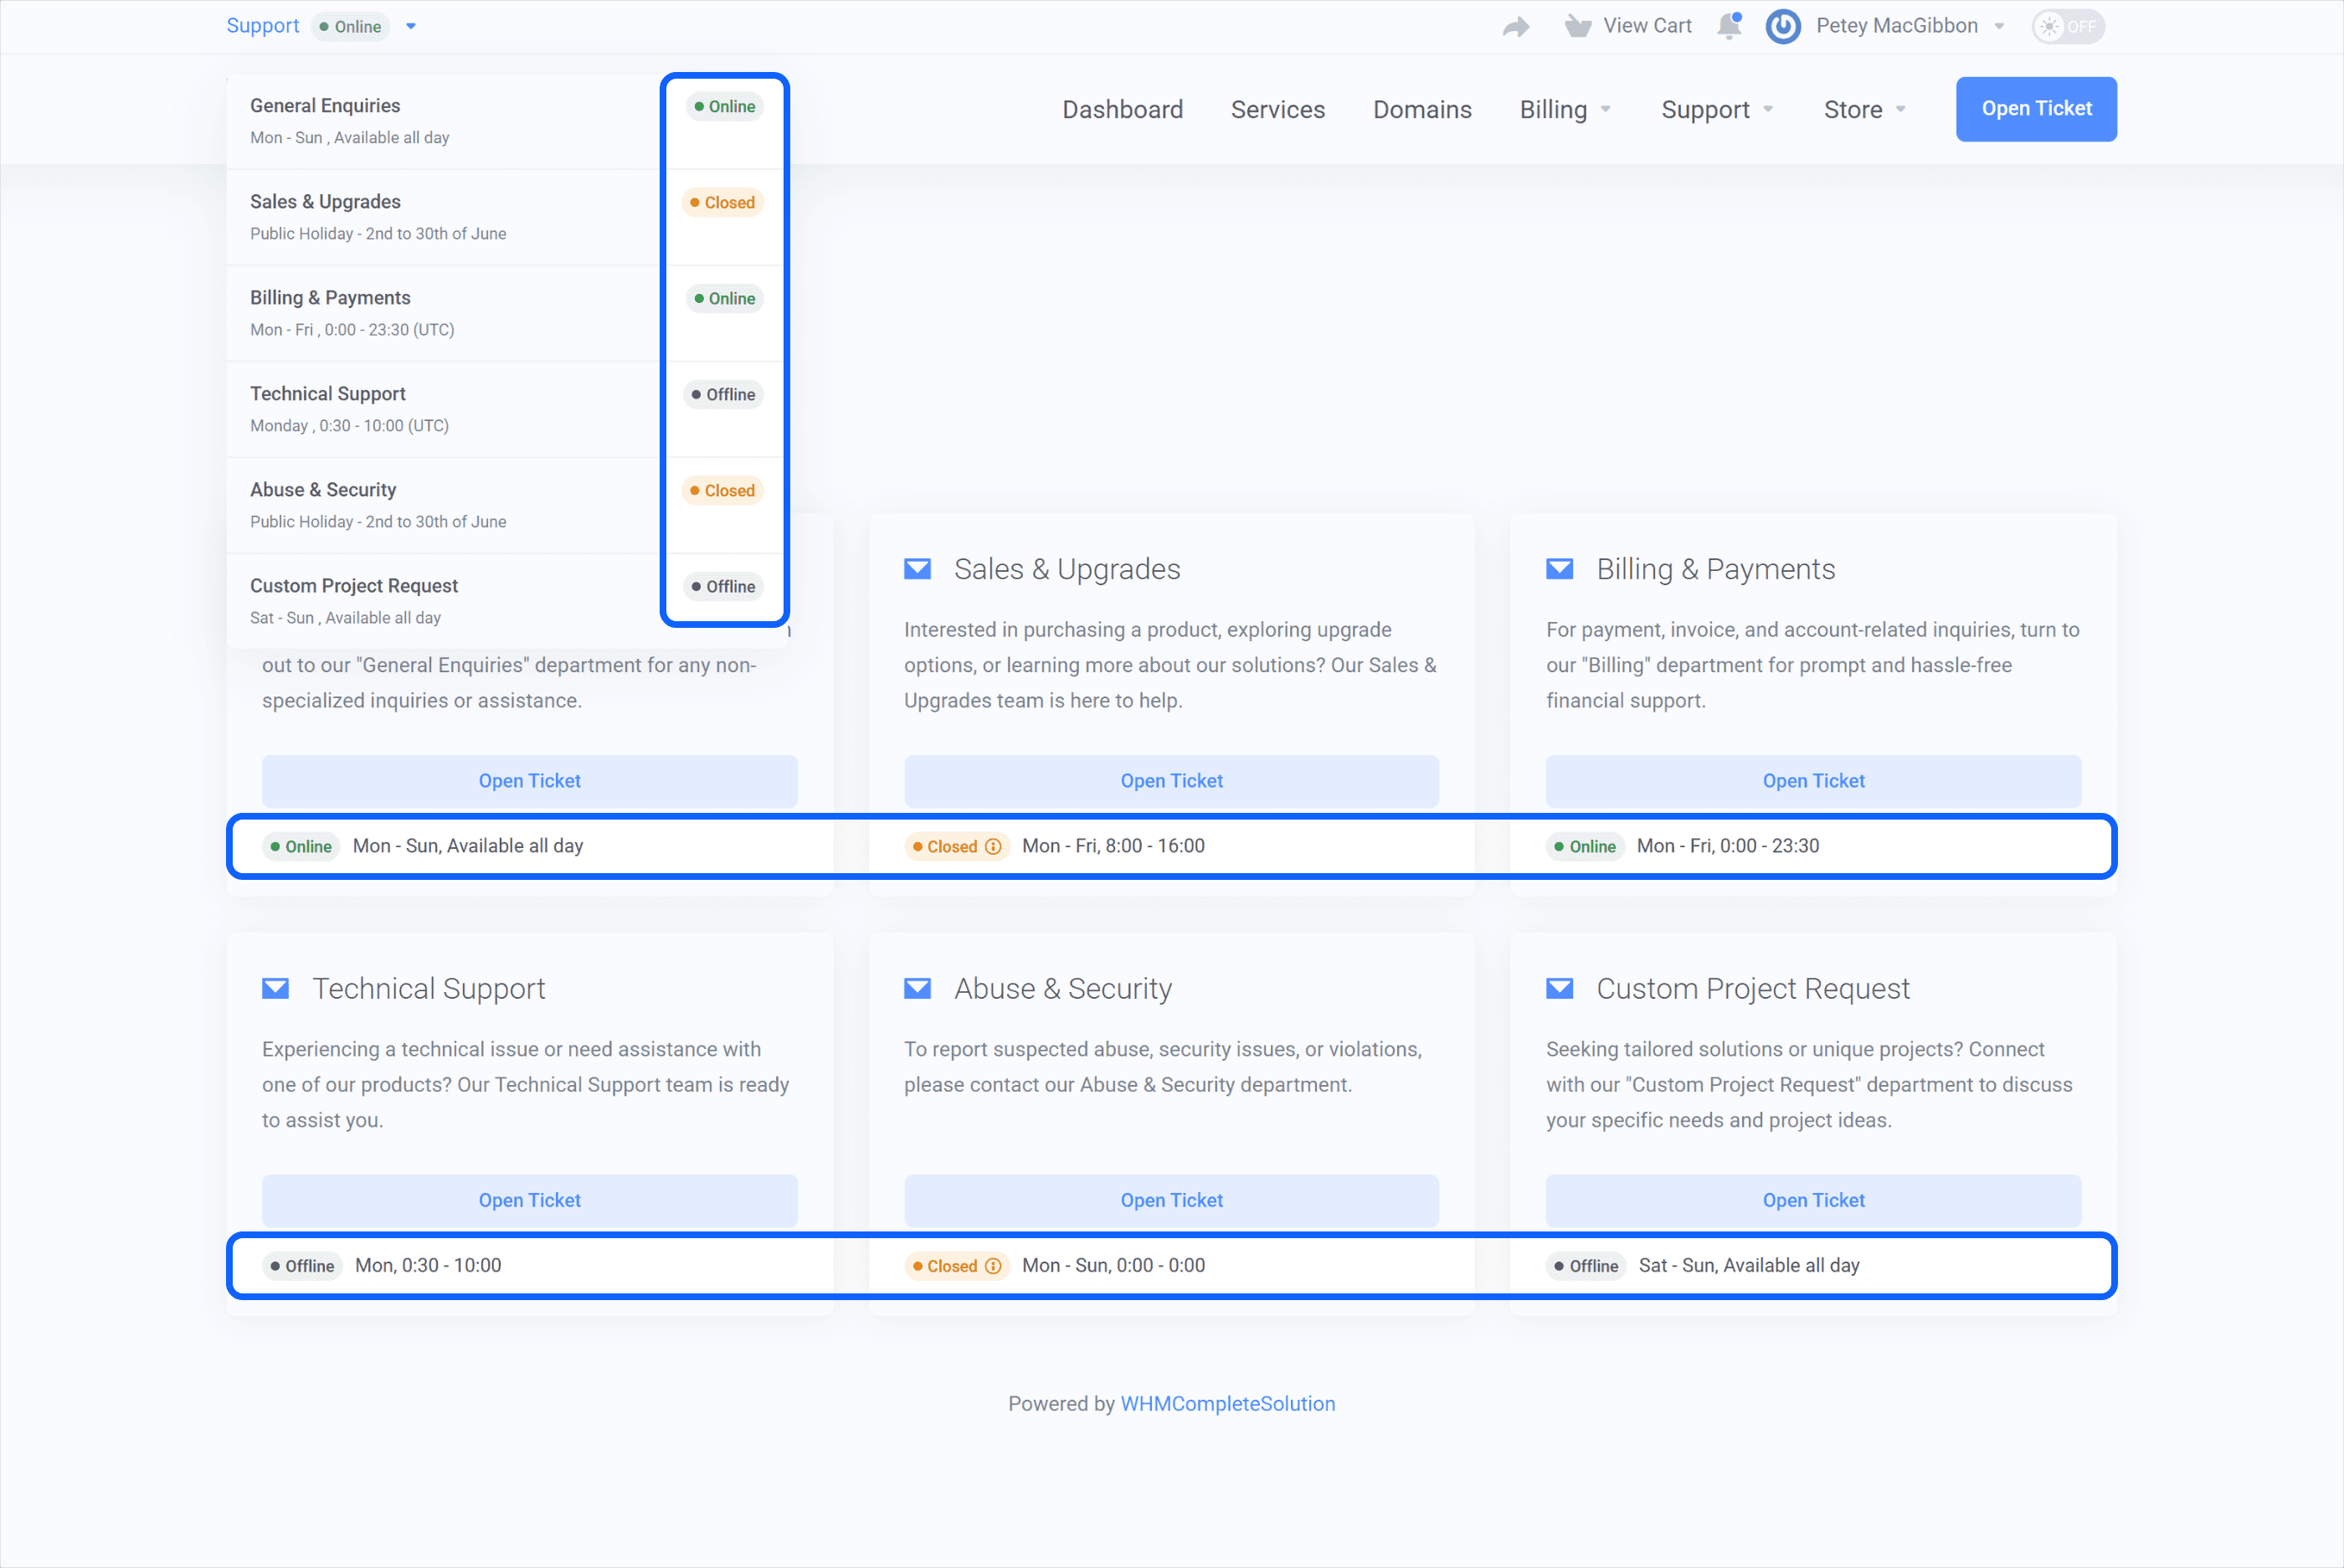 Support Online
View Cart
Petey MacGibbon
OFF
Dashboard Services Domains Billing Support Store Open Ticket
General Enquiries Online
Mon - Sun , Available all day
Sales & Upgrades Closed
Public Holiday - 2nd to 30th of June
Billing & Payments Online
Mon - Fri , 0:00 - 23:30 (UTC)
Technical Support Offline
Monday , 0:30 - 10:00 (UTC)
Abuse & Security Closed
Public Holiday - 2nd to 30th of June
Custom Project Request Offline
Sat - Sun , Available all day
out to our "General Enquiries" department for any non-
specialized inquiries or assistance.
Open Ticket
Online Mon - Sun, Available all day
Sales & Upgrades
Interested in purchasing a product, exploring upgrade
options, or learning more about our solutions? Our Sales &
Upgrades team is here to help.
Open Ticket
Closed Mon - Fri, 8:00 - 16:00
Billing & Payments
For payment, invoice, and account-related inquiries, turn to
our "Billing" department for prompt and hassle-free
financial support.
Open Ticket
Online Mon - Fri, 0:00 - 23:30
Technical Support
Experiencing a technical issue or need assistance with
one of our products? Our Technical Support team is ready
to assist you.
Open Ticket
Offline Mon, 0:30 - 10:00
Abuse & Security
To report suspected abuse, security issues, or violations,
please contact our Abuse & Security department.
Open Ticket
Closed Mon - Sun, 0:00 - 0:00
Custom Project Request
Seeking tailored solutions or unique projects? Connect
with our "Custom Project Request" department to discuss
your specific needs and project ideas.
Open Ticket
Offline Sat - Sun, Available all day
Powered by WHMCompleteSolution